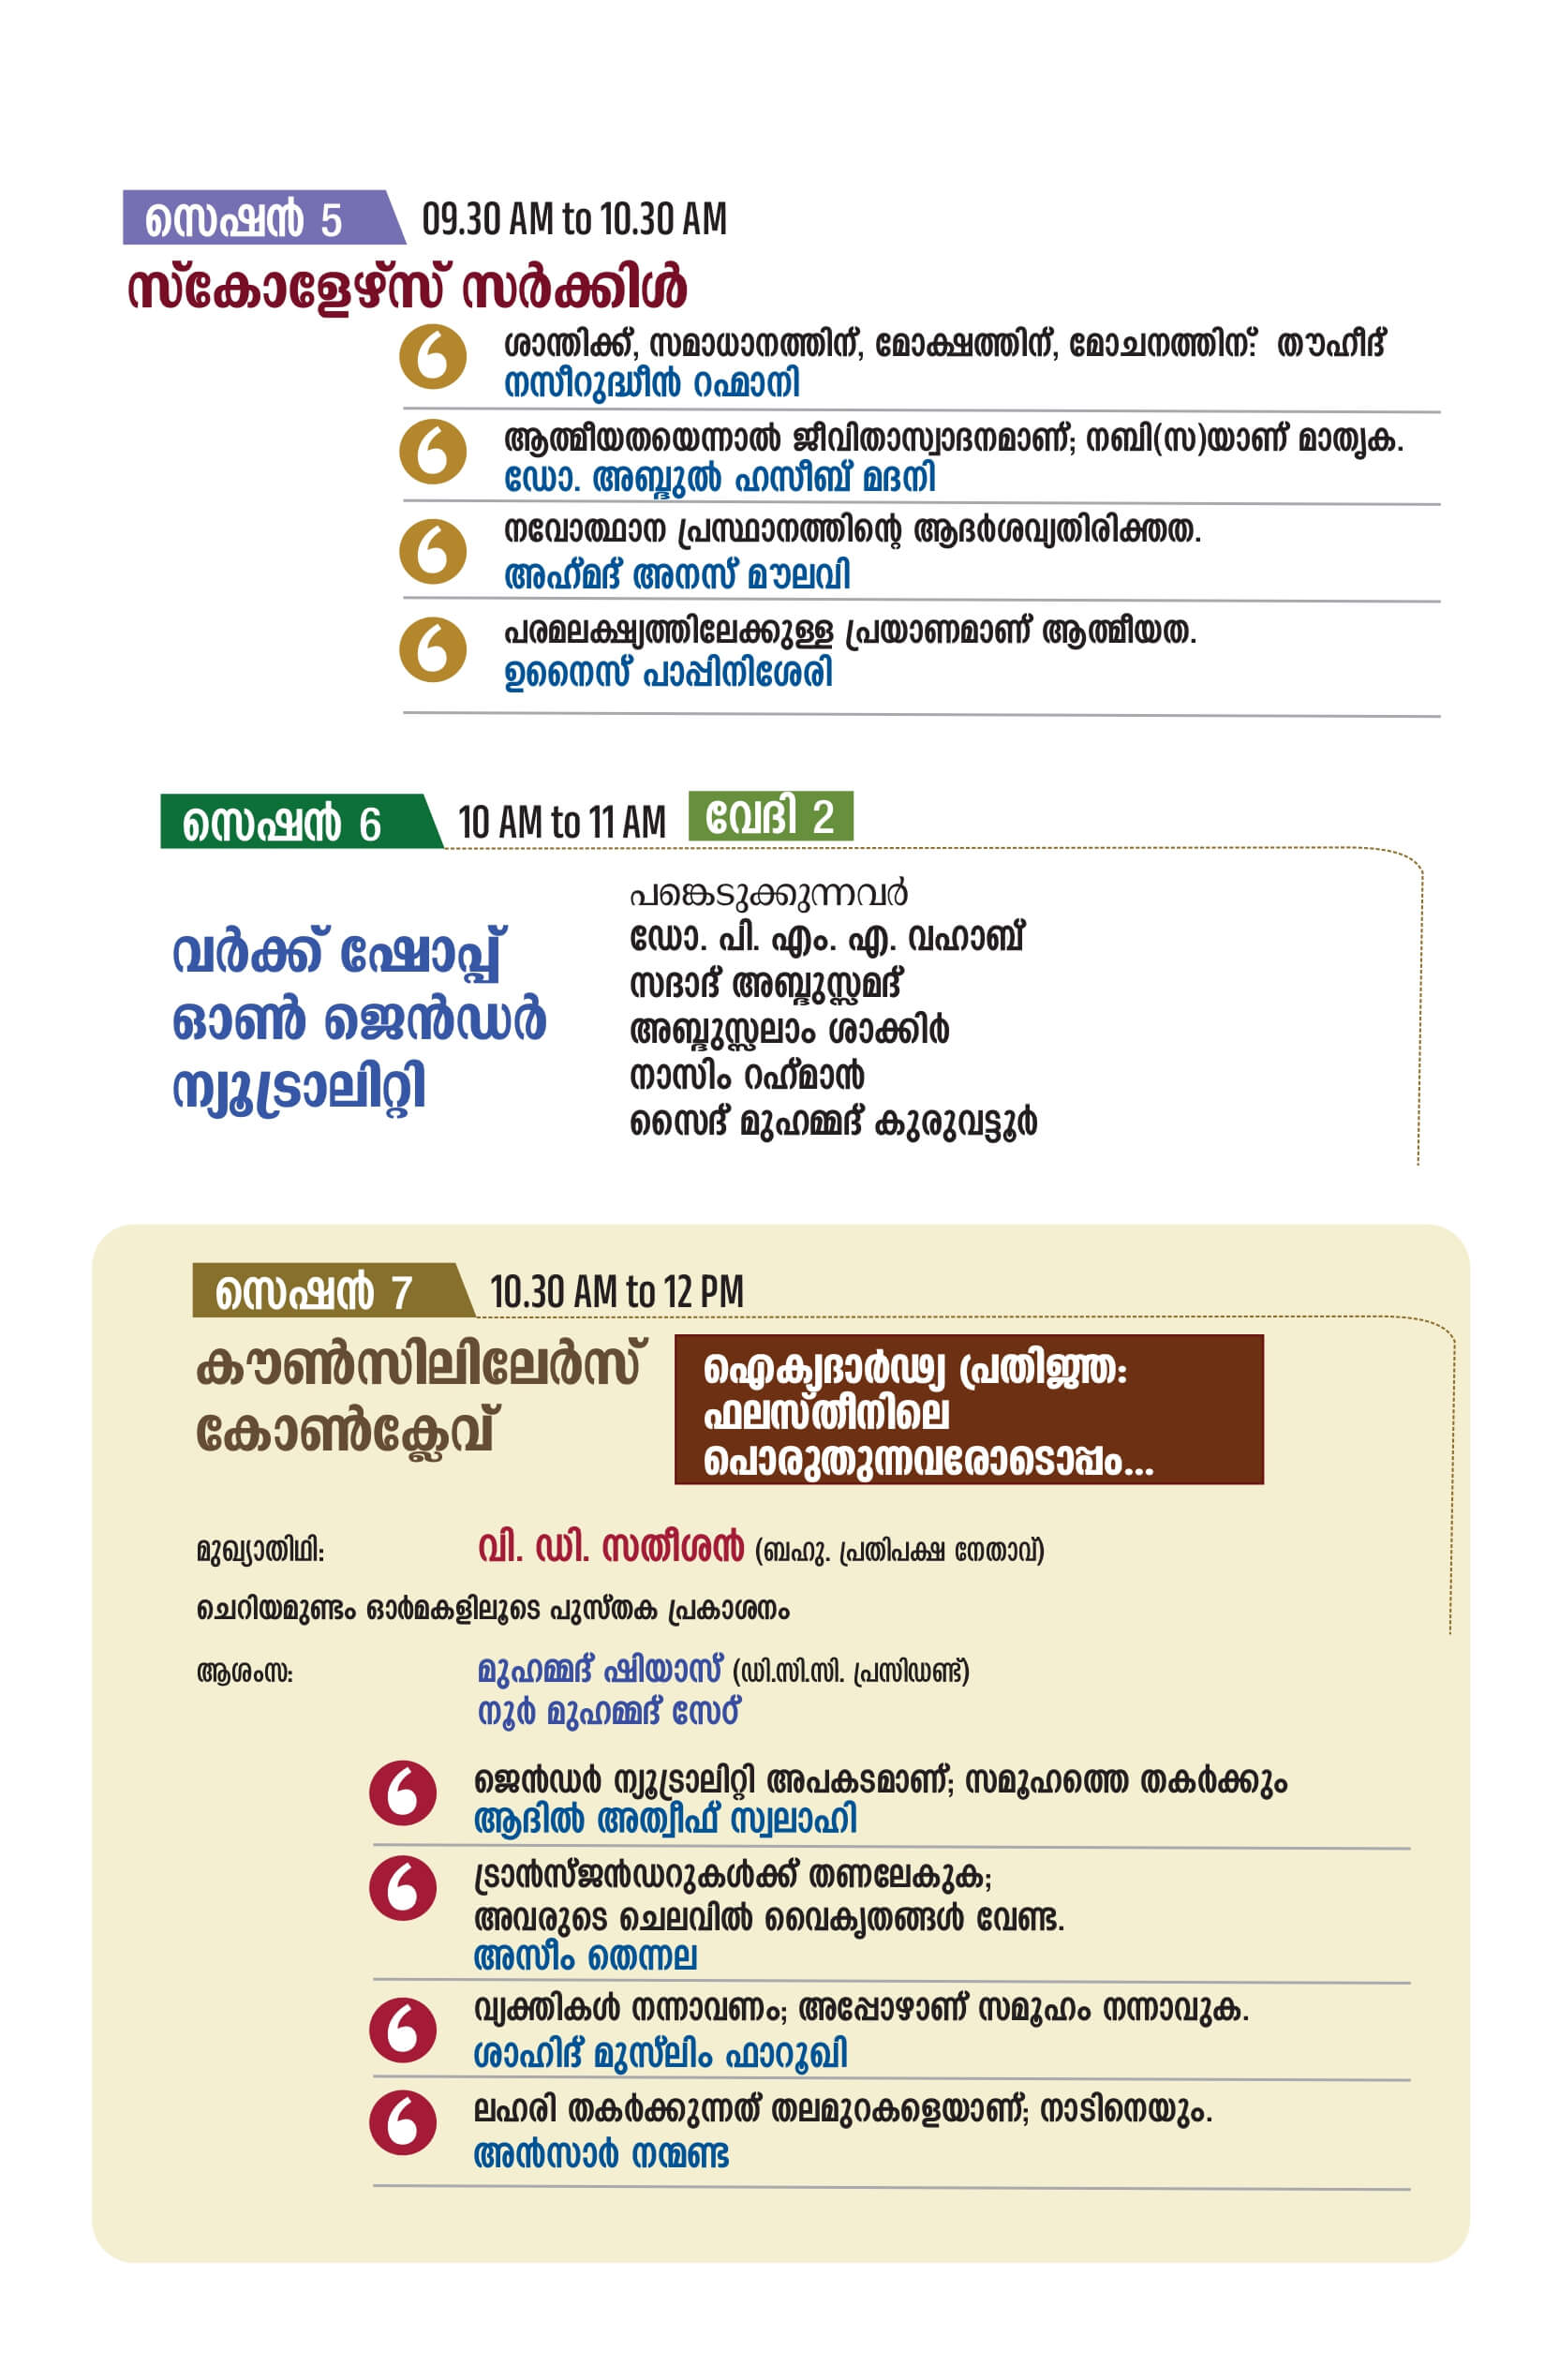 സെഷൻ 5 09.30 AM to 10.30 AM
സ്കോളേഴ്സ് സർക്കിൾ
ശാന്തിക്ക്, സമാധാനത്തിന്, മോക്ഷത്തിന്, മോചനത്തിന്: തൗഹീദ്
നസീറുദ്ധീൻ റഹ്മാനി
ആത്മീയതയെന്നാൽ ജീവിതാസ്വാദനമാണ്; നബി(സ)യാണ് മാതൃക.
ഡോ. അബ്ദുൽ ഹസീബ് മദനി
നവോത്ഥാന പ്രസ്ഥാനത്തിന്റെ ആദർശവ്യതിരിക്തത.
അഹ്‌മദ് അനസ് മൗലവി
പരമലക്ഷ്യത്തിലേക്കുള്ള പ്രയാണമാണ് ആത്മീയത.
ഉനൈസ് പാപ്പിനിശേരി
സെഷൻ 6 10 AM to 11 AM വേദി 2
വർക്ക് ഷോപ്പ്
ഓൺ ജെൻഡർ
ന്യൂട്രാലിറ്റി
പങ്കെടുക്കുന്നവർ
ഡോ. പി. എം. എ. വഹാബ്
സദാദ് അബ്ദുസ്സമദ്
അബ്ദുസ്സലാം ശാക്കിർ
നാസിം റഹ്‌മാൻ
സൈദ് മുഹമ്മദ് കുരുവട്ടൂർ
സെഷൻ 7 10.30 AM to 12 PM
കൗൺസിലിലേർസ്
കോൺക്ലേവ്
ഐക്യദാർഢ്യ പ്രതിജ്ഞ:
ഫലസ്തീനിലെ
പൊരുതുന്നവരോടൊപ്പം...
മുഖ്യാതിഥി: വി. ഡി. സതീശൻ (ബഹു. പ്രതിപക്ഷ നേതാവ്)
ചെറിയമുണ്ടം ഓർമകളിലൂടെ പുസ്തക പ്രകാശനം
ആശംസ: മുഹമ്മദ് ഷിയാസ് (ഡി.സി.സി. പ്രസിഡണ്ട്)
നൂർ മുഹമ്മദ് സേഠ്
ജെൻഡർ ന്യൂട്രാലിറ്റി അപകടമാണ്; സമൂഹത്തെ തകർക്കും
ആദിൽ അത്വീഫ് സ്വലാഹി
ട്രാൻസ്ജൻഡറുകൾക്ക് തണലേകുക;
അവരുടെ ചെലവിൽ വൈകൃതങ്ങൾ വേണ്ട.
അസീം തെന്നല
വ്യക്തികൾ നന്നാവണം; അപ്പോഴാണ് സമൂഹം നന്നാവുക.
ശാഹിദ് മുസ്‌ലിം ഫാറൂഖി
ലഹരി തകർക്കുന്നത് തലമുറകളെയാണ്; നാടിനെയും.
അൻസാർ നന്മണ്ട